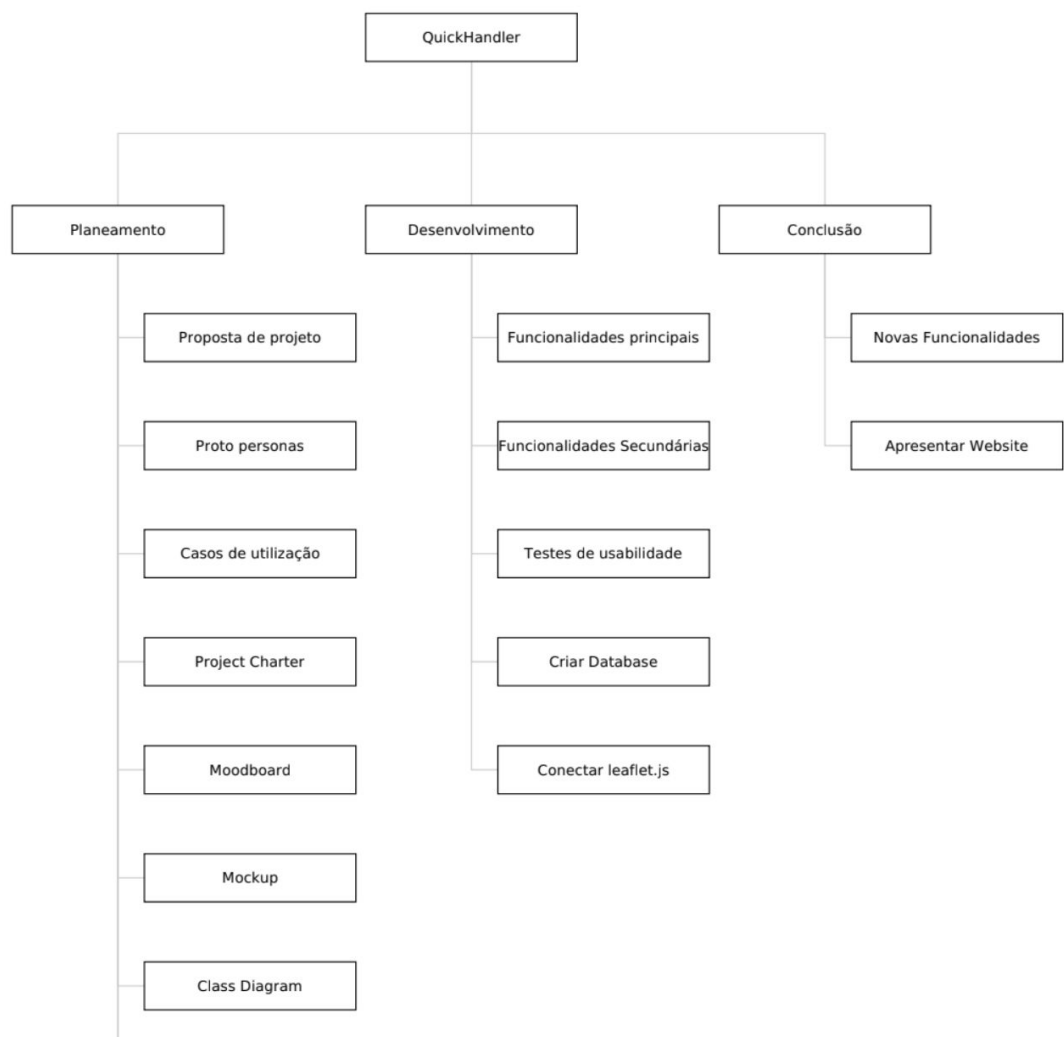 QuickHandler
Planeamento
Desenvolvimento
Conclusão
Proposta de projeto
Funcionalidades principais
Novas Funcionalidades
Proto personas
Funcionalidades Secundárias
Apresentar Website
Casos de utilização
Testes de usabilidade
Project Charter
Criar Database
Moodboard
Conectar leaflet.js
Mockup
Class Diagram